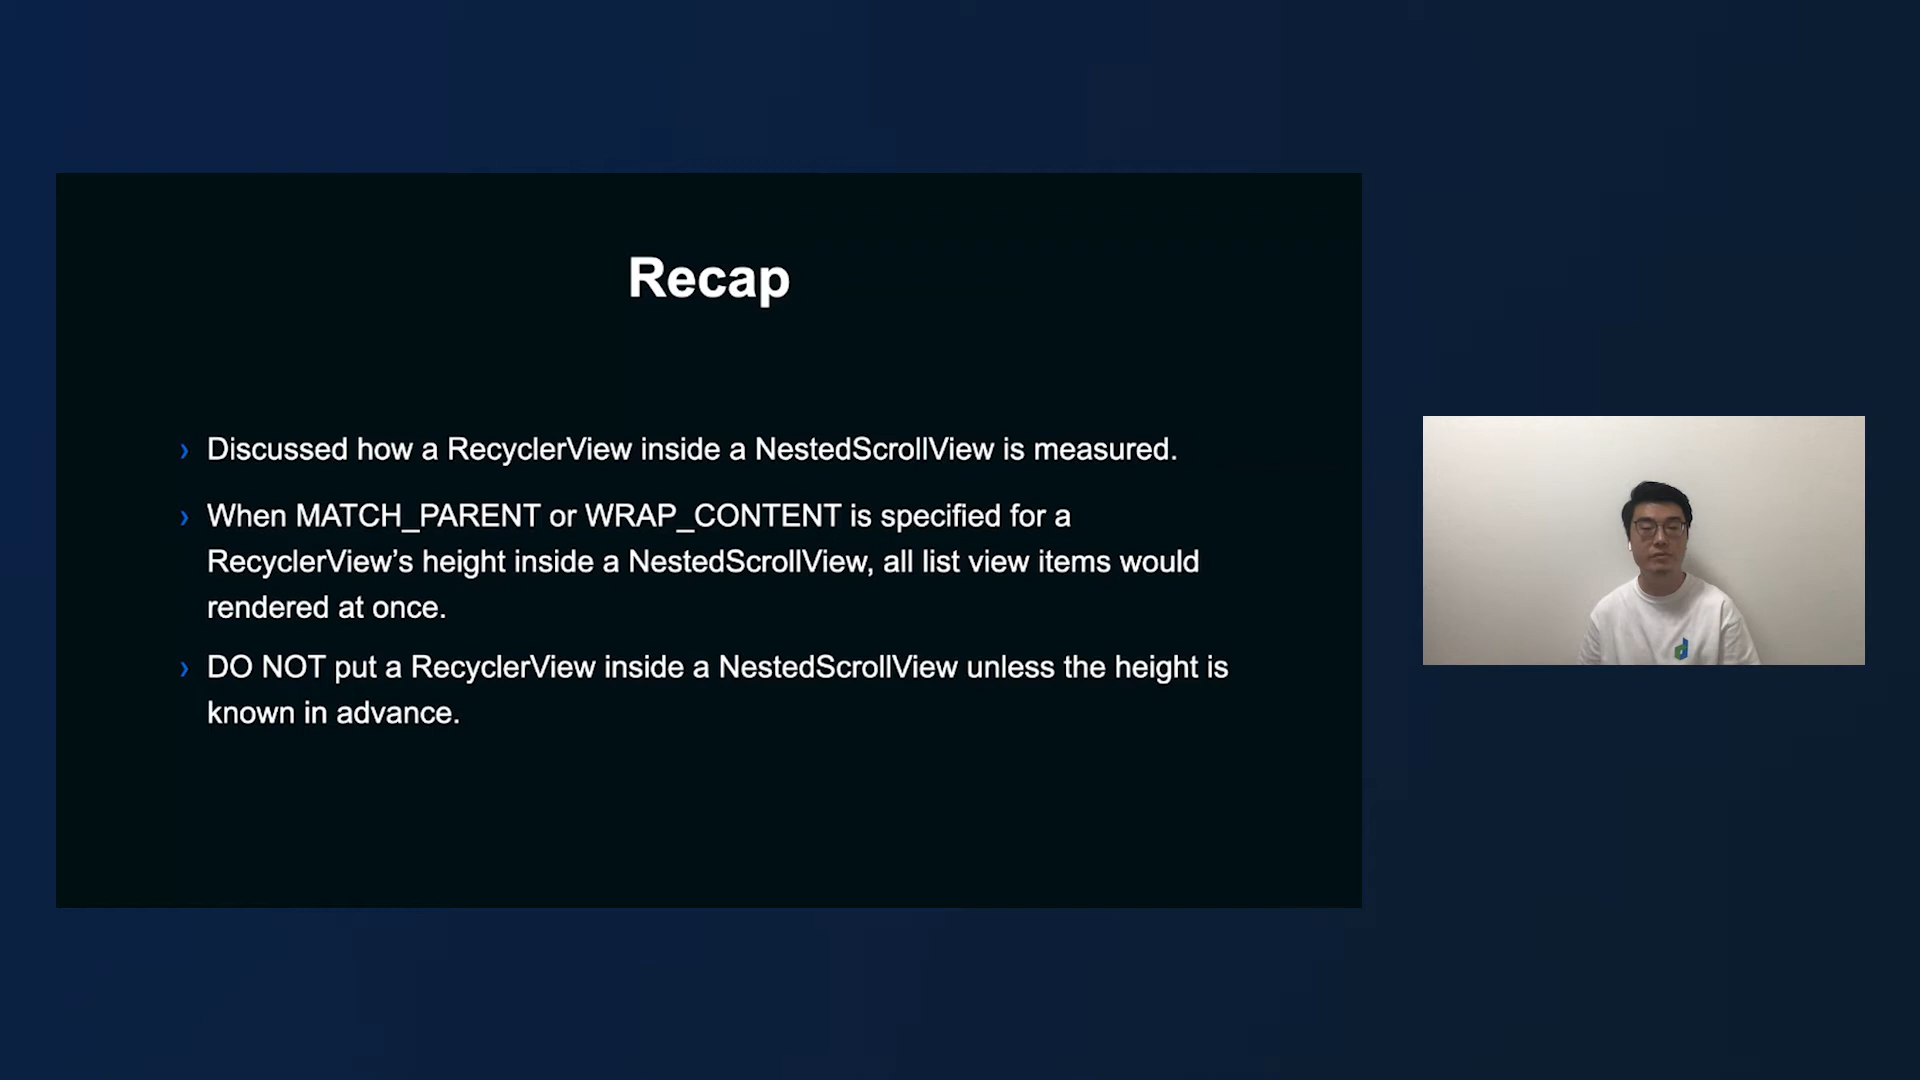 Recap
› Discussed how a RecyclerView inside a NestedScrollView is measured.
› When MATCH_PARENT or WRAP_CONTENT is specified for a
RecyclerView’s height inside a NestedScrollView, all list view items would
rendered at once.
› DO NOT put a RecyclerView inside a NestedScrollView unless the height is
known in advance.